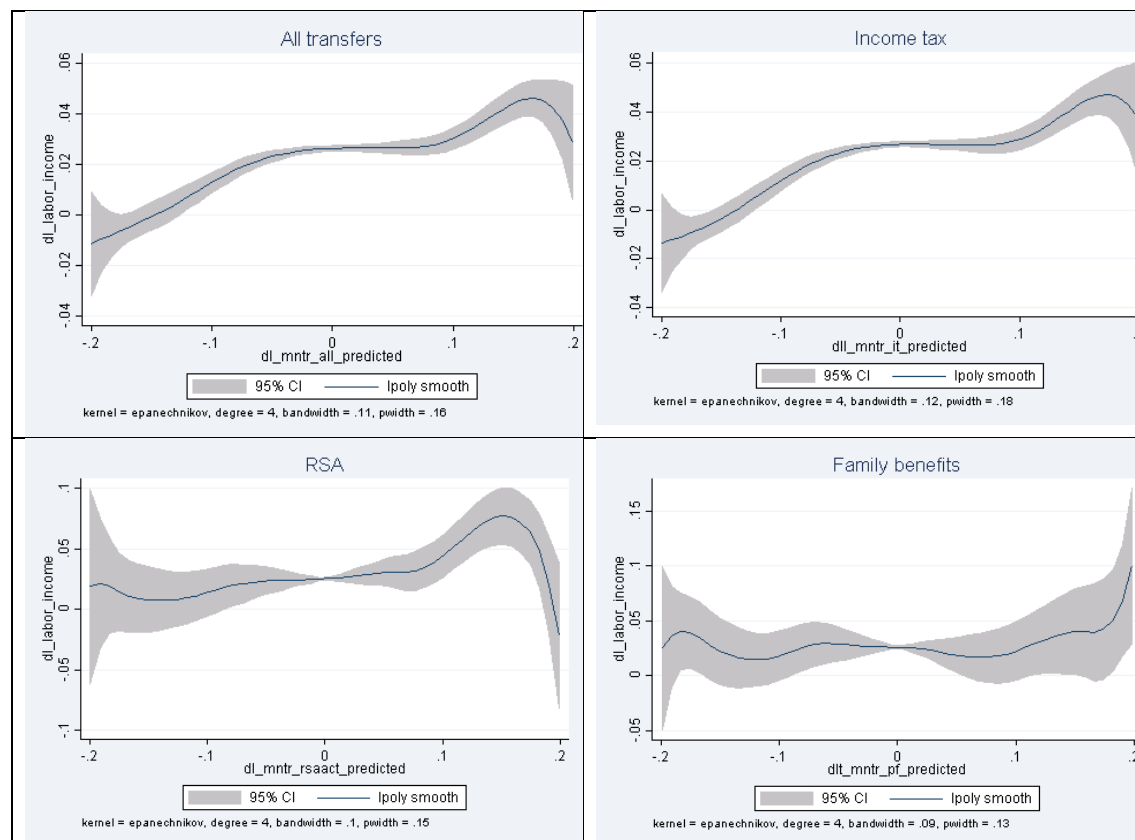 All transfers
.06
.04
.02
0
-.02
-.04
dl_labor_income
-.2
-.1
0
.1
.2
dl_mntr_all_predicted
95% CI
lpoly smooth
kernel = epanechnikov, degree = 4, bandwidth = .11, pwidth = .16
Income tax
.06
.04
.02
0
-.02
-.04
dl_labor_income
-.2
-.1
0
.1
.2
dll_mntr_it_predicted
95% CI
lpoly smooth
kernel = epanechnikov, degree = 4, bandwidth = .12, pwidth = .18
RSA
.1
.05
0
-.05
-.1
dl_labor_income
-.2
-.1
0
.1
.2
dl_mntr_rsaact_predicted
95% CI
lpoly smooth
kernel = epanechnikov, degree = 4, bandwidth = .1, pwidth = .15
Family benefits
.15
.1
.05
0
-.05
dl_labor_income
-.2
-.1
0
.1
.2
dlt_mntr_pf_predicted
95% CI
lpoly smooth
kernel = epanechnikov, degree = 4, bandwidth = .09, pwidth = .13